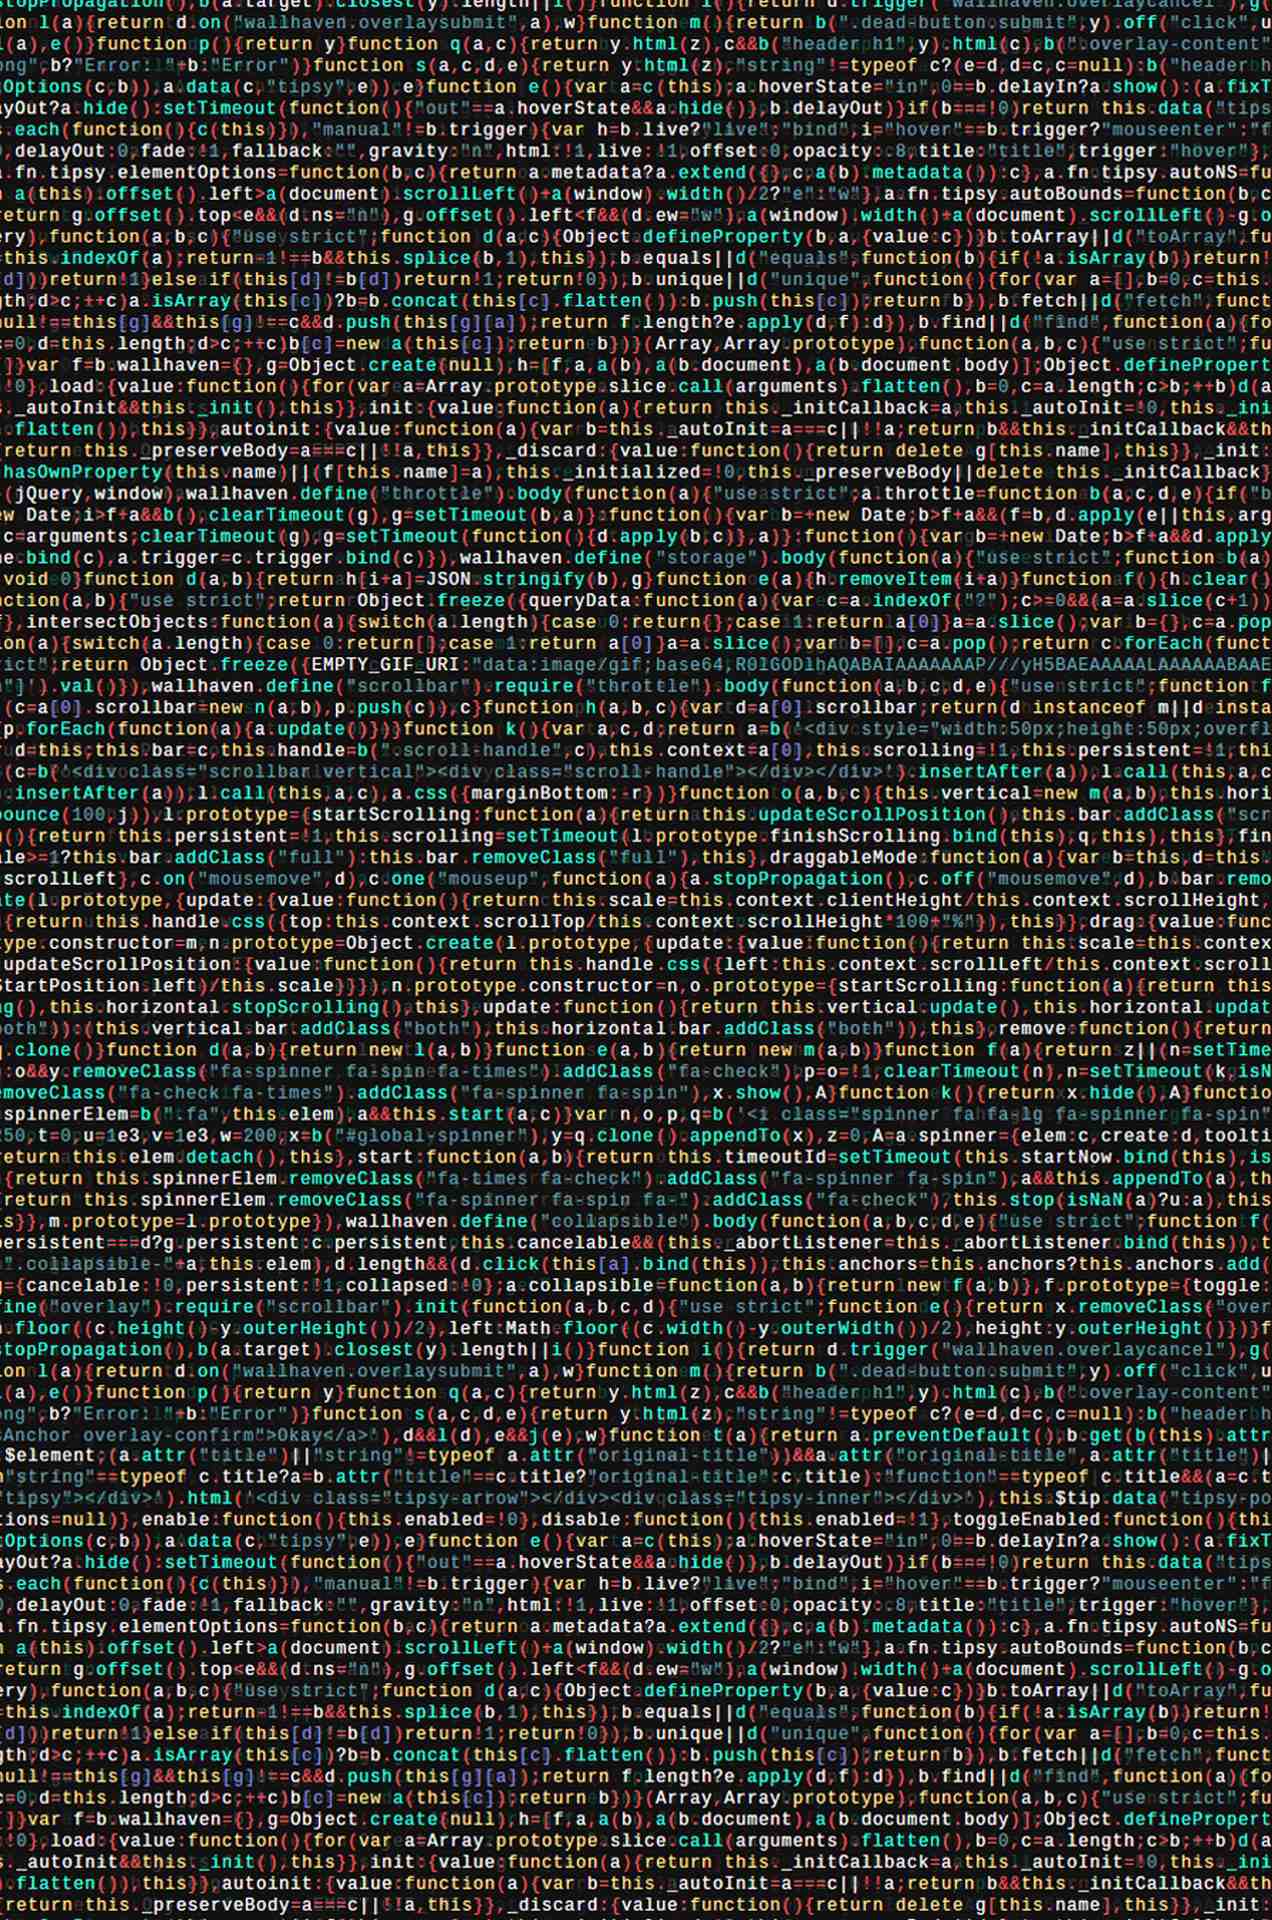 onl l(a){return d.on("wallhaven.overlaysubmit",a),w}function m(){return b(".dead-button.submit",y).off("click",u
l(a),e()}function p(){return y}function q(a,c){return y.html(z),c&&b("header h1",y).html(c),b(".overlay-content"
ong",b?"Error: "+b:"Error")}function s(a,c,d,e){return y.html(z),"string"!=typeof c?(e=d,d=c,c=null):b("header h
Options(c,b)),a.data(c,"tipsy",e)),e}function e(){var a=c(this);a.hoverState="in",0==b.delayIn?a.show():(a.fixT
ayOut?a.hide():setTimeout(function(){"out"==a.hoverState&&a.hide()},b.delayOut)}if(b===!0)return this.data("tips
s.each(function(){c(this)}),"manual"!=b.trigger){var h=b.live?"live":"bind",i="hover"==b.trigger?"mouseenter":"f
,delayOut:0,fade:!1,fallback:"",gravity:"n",html:!1,live:!1,offset:0,opacity:.8,title:"title",trigger:"hover"},
a.fn.tipsy.elementOptions=function(b,c){return a.metadata?a.extend({},c,a(b).metadata()):c},a.fn.tipsy.autoNS=fu
a(this).offset().left>a(document).scrollLeft()+a(window).width()/2?"e":"w"},a.fn.tipsy.autoBounds=function(b,c
return g.offset().top<e&&(d.ns="n"),g.offset().left<f&&(d.ew="w"),a(window).width()+a(document).scrollLeft()-g.o
ery),function(a,b,c){"use strict";function d(a,c){Object.defineProperty(b,a,{value:c})}b.toArray||d("toArray",fu
=this.indexOf(a);return-1!==b&&this.splice(b,1),this}),b.equals||d("equals",function(b){if(!a.isArray(b))return!
[d]))return!1}else if(this[d]!=b[d])return!1;return!0}),b.unique||d("unique",function(){for(var a=[],b=0,c=this.
gth;d>c;++c)a.isArray(this[c])?b=b.concat(this[c].flatten()):b.push(this[c]);return b}),b.fetch||d("fetch",funct
null!==this[g]&&this[g]!==c&&d.push(this[g][a]);return f.length?e.apply(d,f):d}),b.find||d("find",function(a){fo
c=0,d=this.length;d>c;++c)b[c]=new a(this[c]);return b})}(Array,Array.prototype),function(a,b,c){"use strict";fu
[]}var f=b.wallhaven={},g=Object.create(null),h=[f,a,a(b),a(b.document),a(b.document.body)];Object.definePropert
!0},load:{value:function(){for(var a=Array.prototype.slice.call(arguments).flatten(),b=0,c=a.length;c>b;++b)d(a
._autoInit&&this._init(),this}},init:{value:function(a){return this._initCallback=a,this._autoInit=!0,this._ini
.flatten()),this}},autoinit:{value:function(a){var b=this._autoInit=a===c||!!a;return b&&this._initCallback&&th
{return this._preserveBody=a===c||!!a,this}},_discard:{value:function(){return delete g[this.name],this}},_init:
hasOwnProperty(this.name)||(f[this.name]=a),this._initialized=!0,this._preserveBody||delete this._initCallback}
(jQuery,window),wallhaven.define("throttle").body(function(a){"use strict";a.throttle=function b(a,c,d,e){if("b
ew Date;i>f+a&&b(),clearTimeout(g),g=setTimeout(b,a)}:function(){var b=+new Date;b>f+a&&(f=b,d.apply(e||this,arg
c=arguments;clearTimeout(g),g=setTimeout(function(){d.apply(b,c)},a)}:function(){var b=+new Date;b>f+a&&d.apply
e.bind(c),a.trigger=c.trigger.bind(c)}),wallhaven.define("storage").body(function(a){"use strict";function b(a)
void 0}function d(a,b){return h[i+a]=JSON.stringify(b),g}function e(a){h.removeItem(i+a)}function f(){h.clear()
nction(a,b){"use strict";return Object.freeze({queryData:function(a){var c=a.indexOf("?");c>=0&&(a=a.slice(c+1))
f},intersectObjects:function(a){switch(a.length){case 0:return{};case 1:return a[0]}a=a.slice();var b={},c=a.pop
ion(a){switch(a.length){case 0:return[];case 1:return a[0]}a=a.slice();var b=[],c=a.pop();return c.forEach(funct
rict";return Object.freeze({EMPTY_GIF_URI:"data:image/gif;base64,R0lGODlhAQABAIAAAAAAAP///yH5BAEAAAAALAAAAAABAAE
"]').val()}),wallhaven.define("scrollbar").require("throttle").body(function(a,b,c,d,e){"use strict";function f
(c=a[0].scrollbar=new n(a,b),p.push(c)),c}function h(a,b,c){var d=a[0].scrollbar;return(d instanceof m||d insta
{p.forEach(function(a){a.update()})}function k(){var a,c,d;return a=b('<div style="width:50px;height:50px;overfl
d=this;this.bar=c,this.handle=b(".scroll-handle",c),this.context=a[0],this.scrolling=!1,this.persistent=!1,thi
(c=b('<div class="scrollbar vertical"><div class="scroll-handle"></div></div>').insertAfter(a)),l.call(this,a,c
.insertAfter(a)),l.call(this,a,c),a.css({marginBottom:-r})}function o(a,b,c){this.vertical=new m(a,b),this.hori
ounce(100,j)),l.prototype={startScrolling:function(a){return this.updateScrollPosition(),this.bar.addClass("scr
n(){return this.persistent=!1,this.scrolling=setTimeout(l.prototype.finishScrolling.bind(this),q,this),this},fin
ale>=1?this.bar.addClass("full"):this.bar.removeClass("full"),this},draggableMode:function(a){var b=this,d=this.
scrollLeft},c.on("mousemove",d),c.one("mouseup",function(a){a.stopPropagation(),c.off("mousemove",d),b.bar.remo
ate(l.prototype,{update:{value:function(){return this.scale=this.context.clientHeight/this.context.scrollHeight,
{return this.handle.css({top:this.context.scrollTop/this.context.scrollHeight*100+"%"}),this}},drag:{value:func
type.constructor=m,n.prototype=Object.create(l.prototype,{update:{value:function(){return this.scale=this.contex
updateScrollPosition:{value:function(){return this.handle.css({left:this.context.scrollLeft/this.context.scroll
StartPosition.left)/this.scale}}}),n.prototype.constructor=n,o.prototype={startScrolling:function(a){return this
ng(),this.horizontal.stopScrolling(),this},update:function(){return this.vertical.update(),this.horizontal.updat
both")):(this.vertical.bar.addClass("both"),this.horizontal.bar.addClass("both")),this},remove:function(){return
.clone()}function d(a,b){return new l(a,b)}function e(a,b){return new m(a,b)}function f(a){return z||(n=setTime
:o&&y.removeClass("fa-spinner fa-spin fa-times").addClass("fa-check"),p=o=!1,clearTimeout(n),n=setTimeout(k,isN
emoveClass("fa-check fa-times").addClass("fa-spinner fa-spin"),x.show(),A}function k(){return x.hide(),A}functio
spinnerElem=b(".fa",this.elem),a&&this.start(a,c)}var n,o,p,q=b('<i class="spinner fa fa-lg fa-spinner fa-spin"
250,t=0,u=1e3,v=1e3,w=200,x=b("#global-spinner"),y=q.clone().appendTo(x),z=0,A=a.spinner={elem:c,create:d,toolti
return this.elem.detach(),this},start:function(a,b){return this.timeoutId=setTimeout(this.startNow.bind(this),is
{return this.spinnerElem.removeClass("fa-times fa-check").addClass("fa-spinner fa-spin"),a&&this.appendTo(a),th
{return this.spinnerElem.removeClass("fa-spinner fa-spin fa-").addClass("fa-check"),this.stop(isNaN(a)?u:a),this
is}},m.prototype=l.prototype}),wallhaven.define("collapsible").body(function(a,b,c,d,e){"use strict";function f(
persistent===d?g.persistent:c.persistent,this.cancelable&&(this._abortListener=this._abortListener.bind(this)),t
".collapsible-"+a,this.elem),d.length&&(d.click(this[a].bind(this)),this.anchors=this.anchors?this.anchors.add(
g={cancelable:!0,persistent:!1,collapsed:!0};a.collapsible=function(a,b){return new f(a,b)},f.prototype={toggle:
fine("overlay").require("scrollbar").init(function(a,b,c,d){"use strict";function e(){return x.removeClass("over
.floor((c.height()-y.outerHeight())/2),left:Math.floor((c.width()-y.outerWidth())/2),height:y.outerHeight()})}f
stopPropagation(),b(a.target).closest(y).length||i()}function i(){return d.trigger("wallhaven.overlaycancel"),g(
ion l(a){return d.on("wallhaven.overlaysubmit",a),w}function m(){return b(".dead-button.submit",y).off("click",u
l(a),e()}function p(){return y}function q(a,c){return y.html(z),c&&b("header h1",y).html(c),b(".overlay-content"
ong",b?"Error: "+b:"Error")}function s(a,c,d,e){return y.html(z),"string"!=typeof c?(e=d,d=c,c=null):b("header h
Anchor overlay-confirm">Okay</a>'),d&&l(d),e&&j(e),w}function t(a){return a.preventDefault(),b.get(b(this).attr
$element;(a.attr("title")||"string"!=typeof a.attr("original-title"))&&a.attr("original-title",a.attr("title")|
"string"==typeof c.title?a=b.attr("title"==c.title?"original-title":c.title):"function"==typeof c.title&&(a=c.t
"tipsy"></div>').html('<div class="tipsy-arrow"></div><div class="tipsy-inner"></div>'),this.$tip.data("tipsy-po
tions=null)},enable:function(){this.enabled=!0},disable:function(){this.enabled=!1},toggleEnabled:function(){thi
Options(c,b)),a.data(c,"tipsy",e)),e}function e(){var a=c(this);a.hoverState="in",0==b.delayIn?a.show():(a.fixT
ayOut?a.hide():setTimeout(function(){"out"==a.hoverState&&a.hide()},b.delayOut)}if(b===!0)return this.data("tips
s.each(function(){c(this)}),"manual"!=b.trigger){var h=b.live?"live":"bind",i="hover"==b.trigger?"mouseenter":"f
,delayOut:0,fade:!1,fallback:"",gravity:"n",html:!1,live:!1,offset:0,opacity:.8,title:"title",trigger:"hover"},
a.fn.tipsy.elementOptions=function(b,c){return a.metadata?a.extend({},c,a(b).metadata()):c},a.fn.tipsy.autoNS=fu
a(this).offset().left>a(document).scrollLeft()+a(window).width()/2?"e":"w"},a.fn.tipsy.autoBounds=function(b,c
return g.offset().top<e&&(d.ns="n"),g.offset().left<f&&(d.ew="w"),a(window).width()+a(document).scrollLeft()-g.o
ery),function(a,b,c){"use strict";function d(a,c){Object.defineProperty(b,a,{value:c})}b.toArray||d("toArray",fu
=this.indexOf(a);return-1!==b&&this.splice(b,1),this}),b.equals||d("equals",function(b){if(!a.isArray(b))return!
[d]))return!1}else if(this[d]!=b[d])return!1;return!0}),b.unique||d("unique",function(){for(var a=[],b=0,c=this.
gth;d>c;++c)a.isArray(this[c])?b=b.concat(this[c].flatten()):b.push(this[c]);return b}),b.fetch||d("fetch",funct
null!==this[g]&&this[g]!==c&&d.push(this[g][a]);return f.length?e.apply(d,f):d}),b.find||d("find",function(a){fo
c=0,d=this.length;d>c;++c)b[c]=new a(this[c]);return b})}(Array,Array.prototype),function(a,b,c){"use strict";fu
[]}var f=b.wallhaven={},g=Object.create(null),h=[f,a,a(b),a(b.document),a(b.document.body)];Object.definePropert
!0},load:{value:function(){for(var a=Array.prototype.slice.call(arguments).flatten(),b=0,c=a.length;c>b;++b)d(a
._autoInit&&this._init(),this}},init:{value:function(a){return this._initCallback=a,this._autoInit=!0,this._ini
.flatten()),this}},autoinit:{value:function(a){var b=this._autoInit=a===c||!!a;return b&&this._initCallback&&th
{return this._preserveBody=a===c||!!a,this}},_discard:{value:function(){return delete g[this.name],this}},_init: